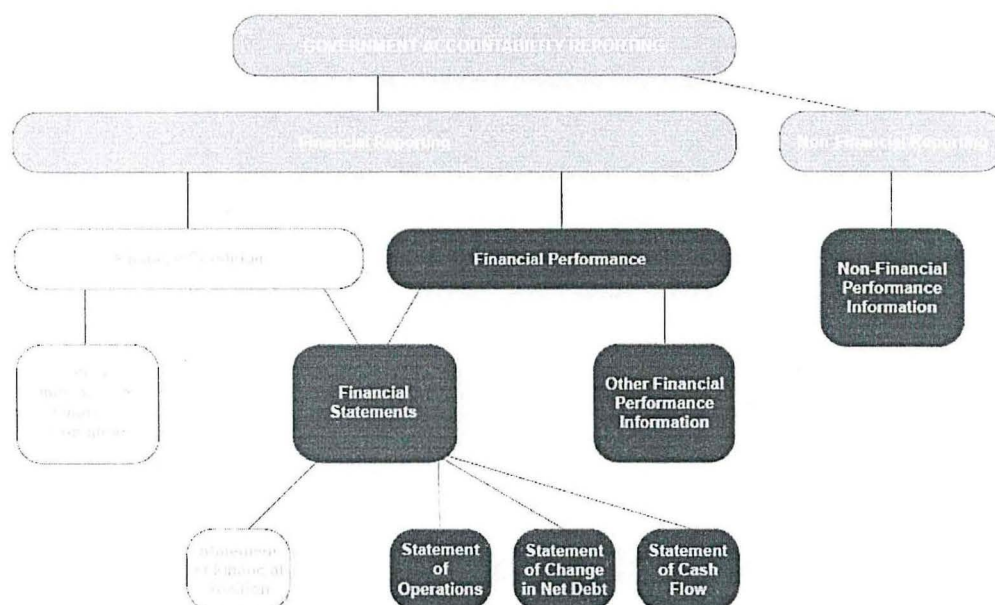 GOVERNMENT ACCOUNTABILITY REPORTING
Financial Reporting
Non-Financial Reporting
Financial Performance
Non-Financial
Performance
Information
Financial
Statements
Other Financial
Performance
Information
Statement
Statement
of
Operations
Statement
of Change
in Net Debt
Statement
of Cash
Flow